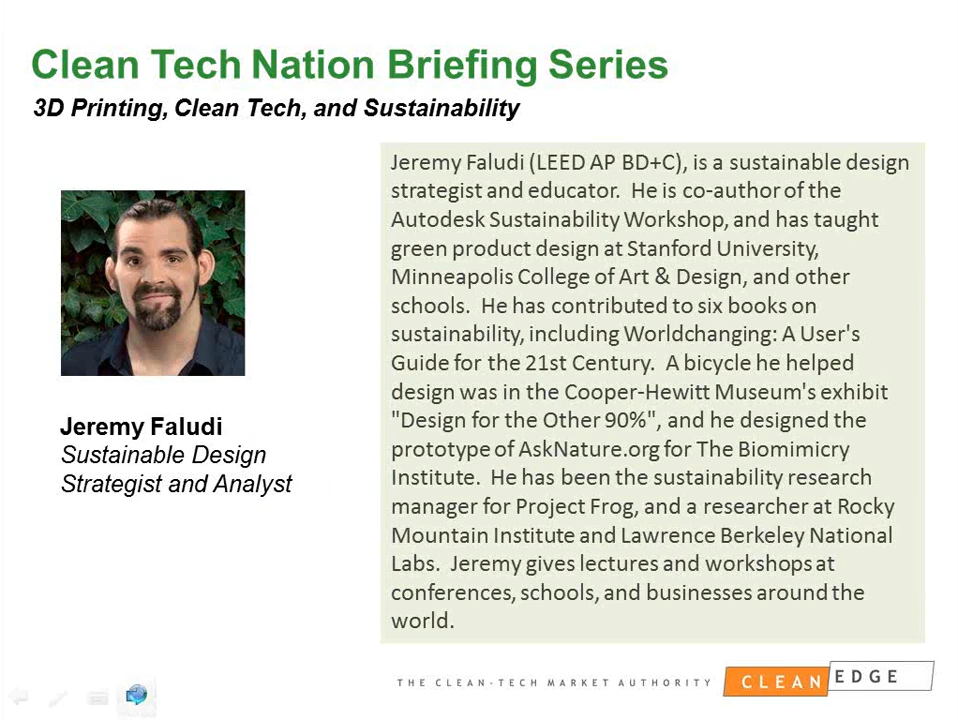 Clean Tech Nation Briefing Series
3D Printing, Clean Tech, and Sustainability
Jeremy Faludi
Sustainable Design
Strategist and Analyst
Jeremy Faludi (LEED AP BD+C), is a sustainable design
strategist and educator.  He is co-author of the
Autodesk Sustainability Workshop, and has taught
green product design at Stanford University,
Minneapolis College of Art & Design, and other
schools.  He has contributed to six books on
sustainability, including Worldchanging: A User's
Guide for the 21st Century.  A bicycle he helped
design was in the Cooper-Hewitt Museum's exhibit
"Design for the Other 90%", and he designed the
prototype of AskNature.org for The Biomimicry
Institute.  He has been the sustainability research
manager for Project Frog, and a researcher at Rocky
Mountain Institute and Lawrence Berkeley National
Labs.  Jeremy gives lectures and workshops at
conferences, schools, and businesses around the
world.
THE CLEAN-TECH MARKET AUTHORITY
CLEAN EDGE